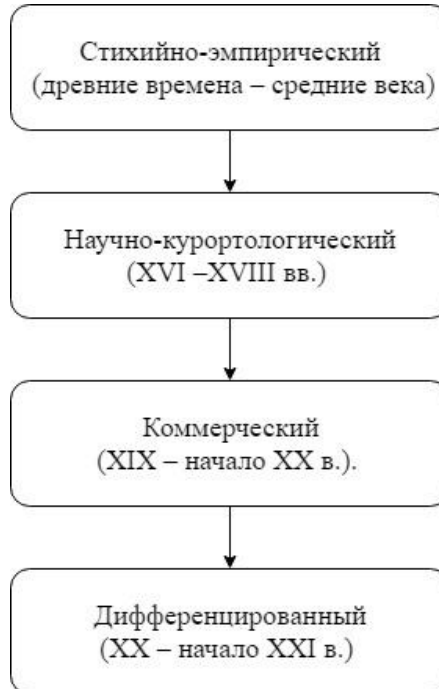 Стихийно-эмпирический
(древние времена – средние века)
Научно-курортологический
(XVI –XVIII вв.)
Коммерческий
(XIX – начало XX в.).
Дифференцированный
(XX – начало XXI в.)